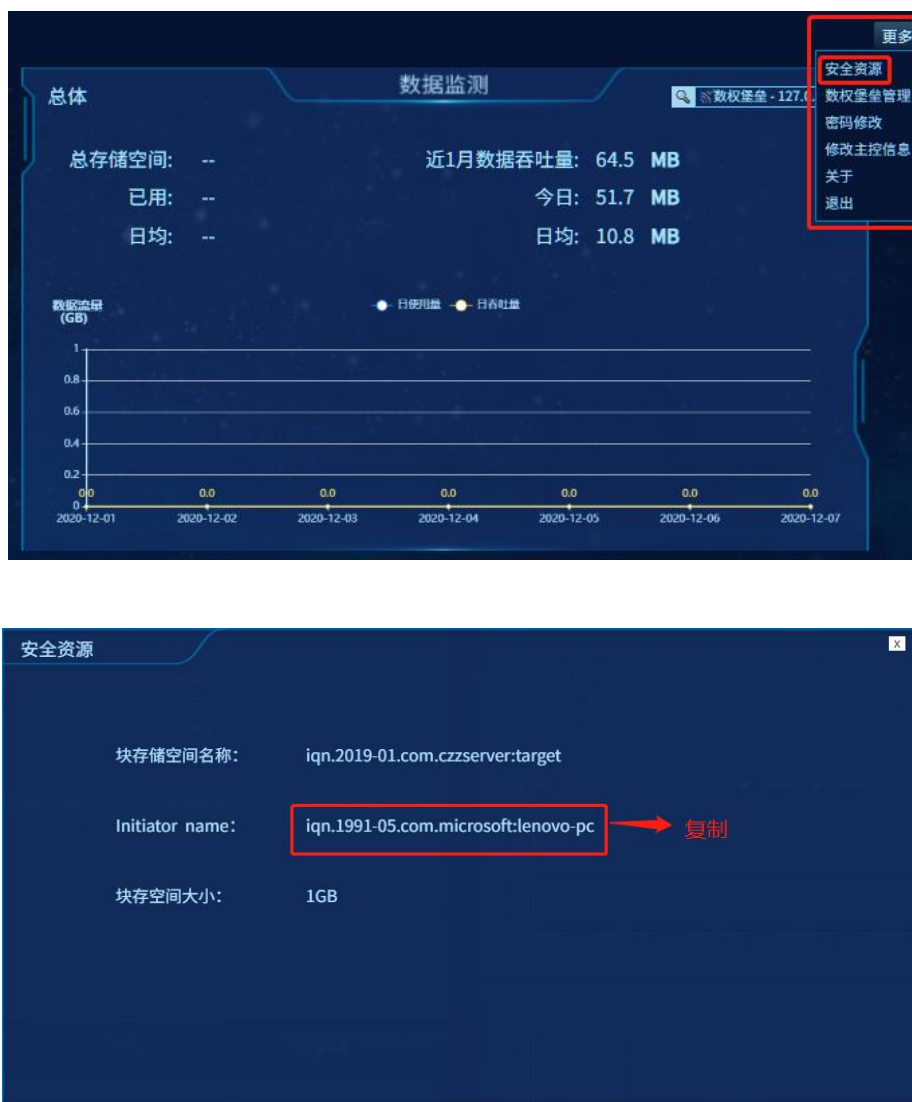 更多
安全资源
数权堡垒管理
密码修改
修改主控信息
关于
退出
数据监测
总体
数权堡垒 - 127.0.
总存储空间: --
近1月数据吞吐量: 64.5 MB
已用: --
今日: 51.7 MB
日均: --
日均: 10.8 MB
数据流量
(GB)
日使用量 日吞吐量
1
0.8
0.6
0.4
0.2
0
0.0 0.0 0.0 0.0 0.0 0.0 0.0
2020-12-01 2020-12-02 2020-12-03 2020-12-04 2020-12-05 2020-12-06 2020-12-07
安全资源
X
块存储空间名称: iqn.2019-01.com.czzserver:target
Initiator name: iqn.1991-05.com.microsoft:lenovo-pc
复制
块存空间大小: 1GB